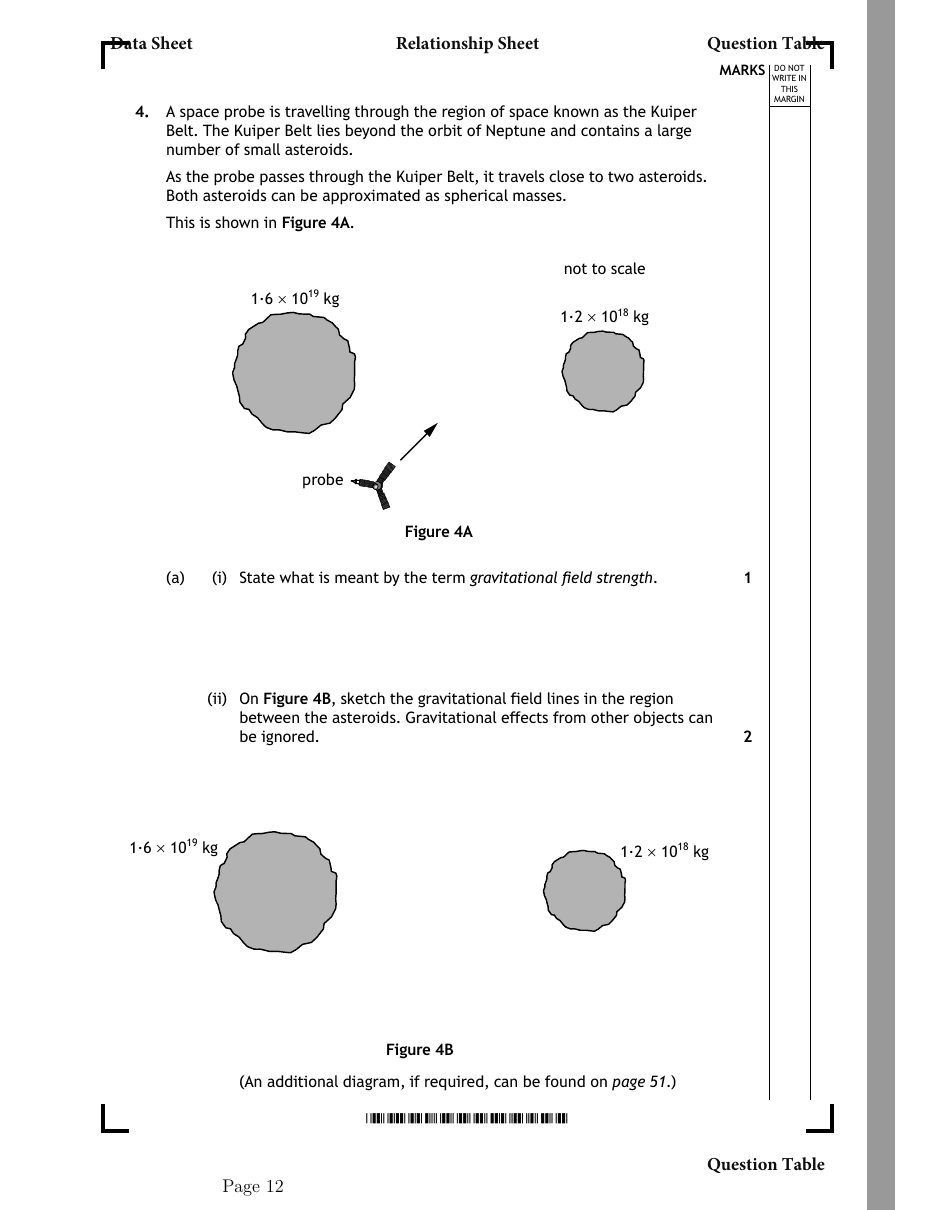 Data Sheet Relationship Sheet Question Table
MARKS
DO NOT
WRITE IN
THIS
MARGIN
4. A space probe is travelling through the region of space known as the Kuiper
Belt. The Kuiper Belt lies beyond the orbit of Neptune and contains a large
number of small asteroids.
As the probe passes through the Kuiper Belt, it travels close to two asteroids.
Both asteroids can be approximated as spherical masses.
This is shown in Figure 4A.
not to scale
1·6 × 10¹⁹ kg
1·2 × 10¹⁸ kg
probe
Figure 4A
(a) (i) State what is meant by the term gravitational field strength. 1
(ii) On Figure 4B, sketch the gravitational field lines in the region
between the asteroids. Gravitational effects from other objects can
be ignored. 2
1·6 × 10¹⁹ kg
1·2 × 10¹⁸ kg
Figure 4B
(An additional diagram, if required, can be found on page 51.)
Question Table
Page 12